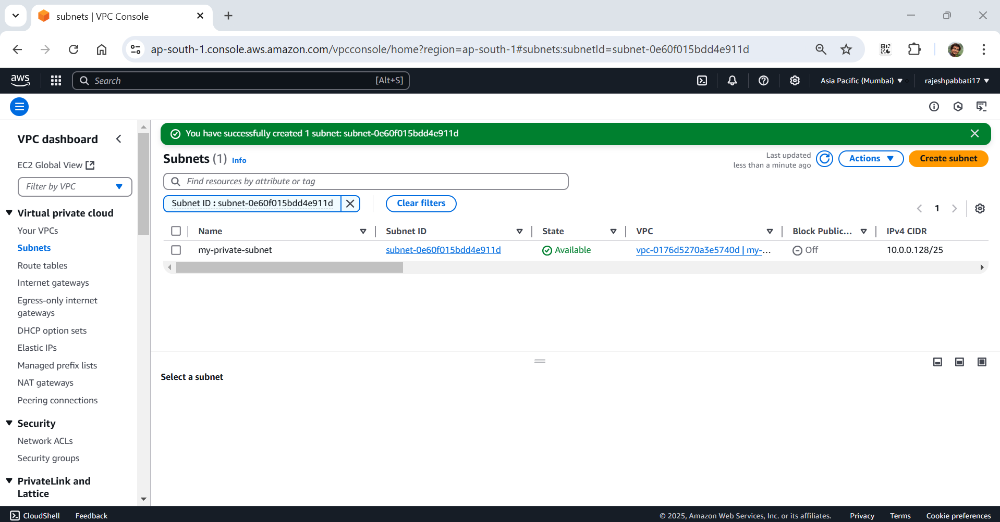 subnets | VPC Console
ap-south-1.console.aws.amazon.com/vpcconsole/home?region=ap-south-1#subnets:subnetId=subnet-0e60f015bdd4e911d
aws
Search [Alt+S]
Asia Pacific (Mumbai)
rajeshpabbati17
VPC dashboard
EC2 Global View
Filter by VPC
Virtual private cloud
Your VPCs
Subnets
Route tables
Internet gateways
Egress-only internet
gateways
DHCP option sets
Elastic IPs
Managed prefix lists
NAT gateways
Peering connections
Security
Network ACLs
Security groups
PrivateLink and
Lattice
You have successfully created 1 subnet: subnet-0e60f015bdd4e911d
Subnets (1) Info
Last updated
less than a minute ago
Actions
Create subnet
Find resources by attribute or tag
Subnet ID : subnet-0e60f015bdd4e911d
Clear filters
1
Name Subnet ID State VPC Block Public... IPv4 CIDR
my-private-subnet subnet-0e60f015bdd4e911d Available vpc-0176d5270a3e5740d | my-... Off 10.0.0.128/25
Select a subnet
CloudShell Feedback © 2025, Amazon Web Services, Inc. or its affiliates. Privacy Terms Cookie preferences